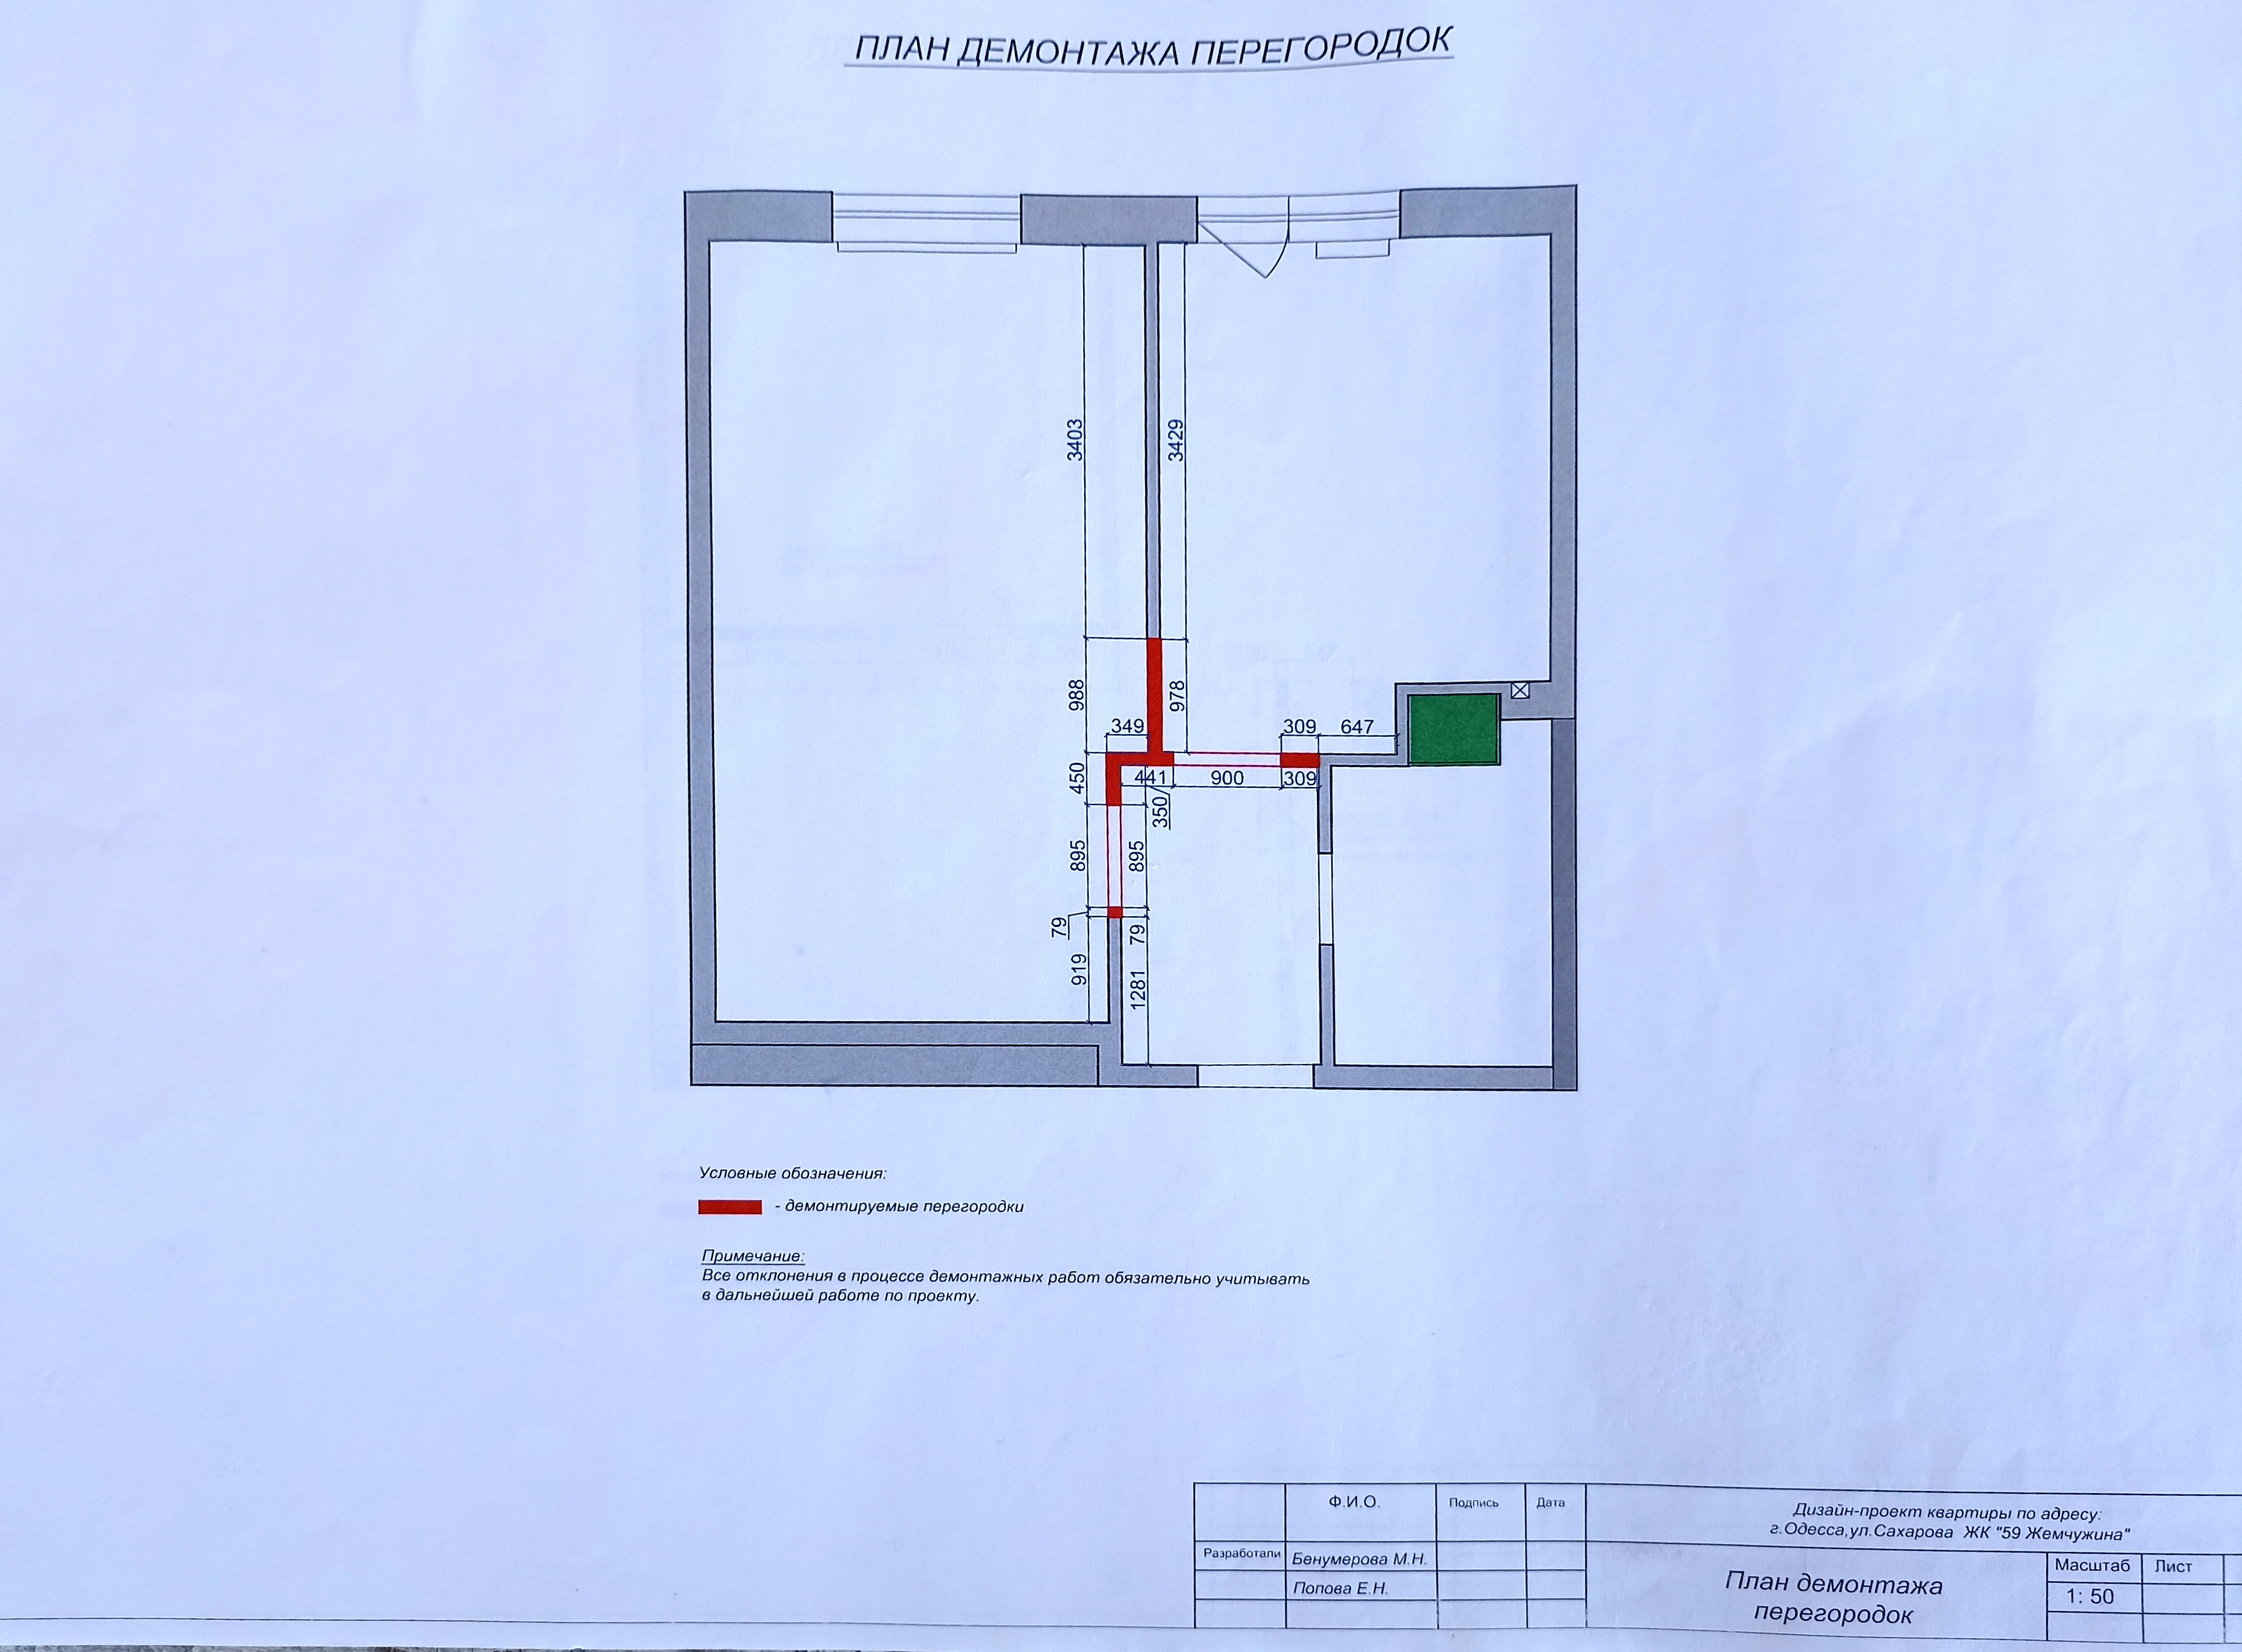 ПЛАН ДЕМОНТАЖА ПЕРЕГОРОДОК
3403
3429
988
978
349
309
647
450
441
900
309
350
895
895
79
79
919
1281
Условные обозначения:
- демонтируемые перегородки
Примечание:
Все отклонения в процессе демонтажных работ обязательно учитывать
в дальнейшей работе по проекту.
Ф.И.О.
Подпись
Дата
Разработали
Бенумерова М.Н.
Попова Е.Н.
Дизайн-проект квартиры по адресу:
г.Одесса,ул.Сахарова ЖК "59 Жемчужина"
План демонтажа
перегородок
Масштаб
Лист
1: 50